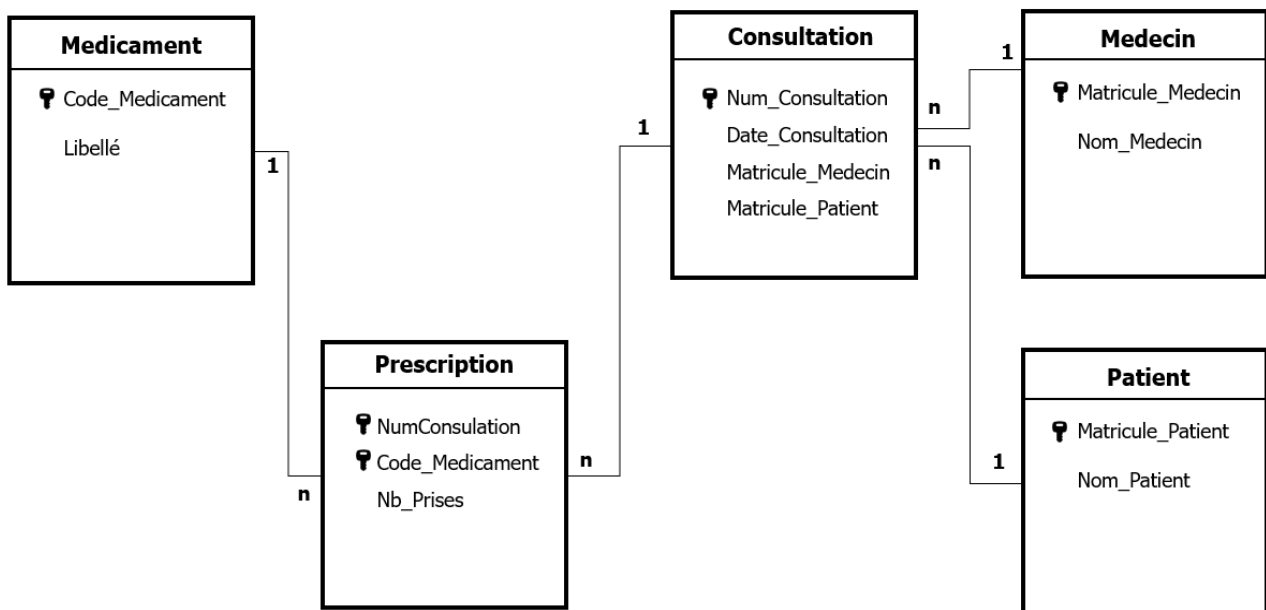 Medicament
Code_Medicament
Libellé
1
n
Prescription
NumConsulation
Code_Medicament
Nb_Prises
n
1
Consultation
Num_Consultation
Date_Consultation
Matricule_Medecin
Matricule_Patient
n
n
1
Medecin
Matricule_Medecin
Nom_Medecin
1
Patient
Matricule_Patient
Nom_Patient